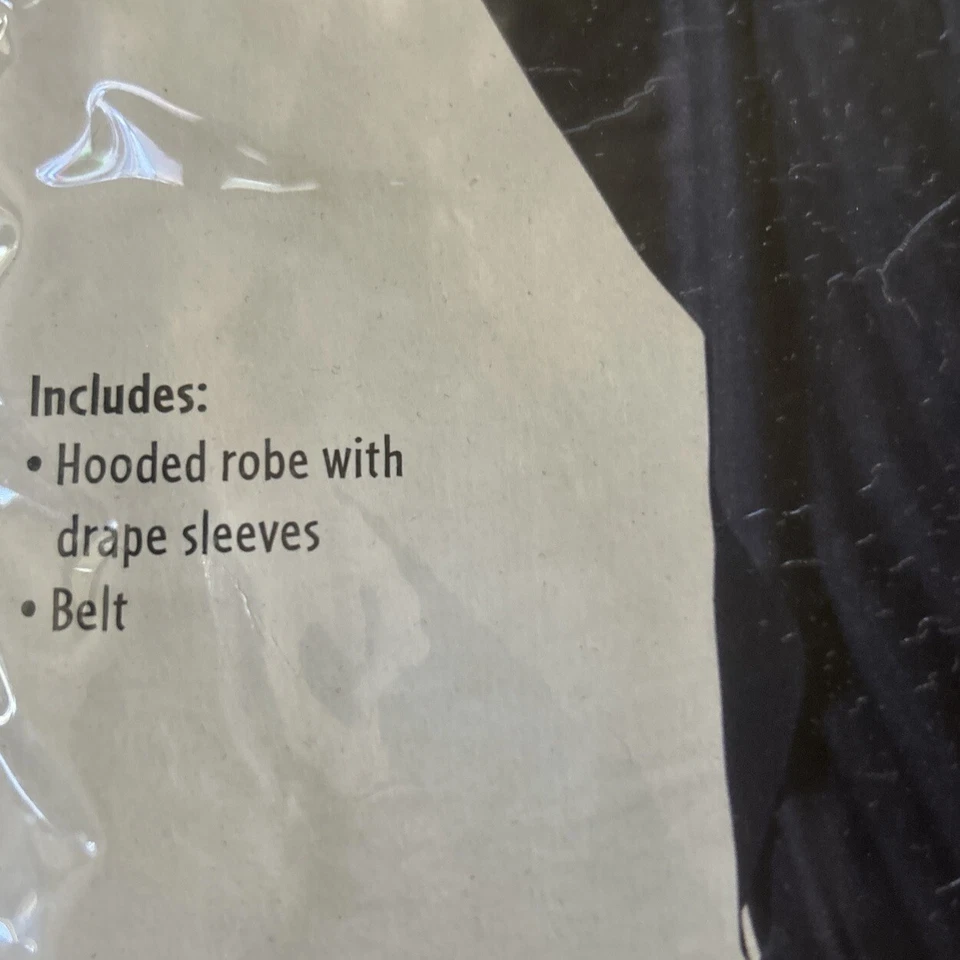 Includes:
• Hooded robe with
drape sleeves
• Belt